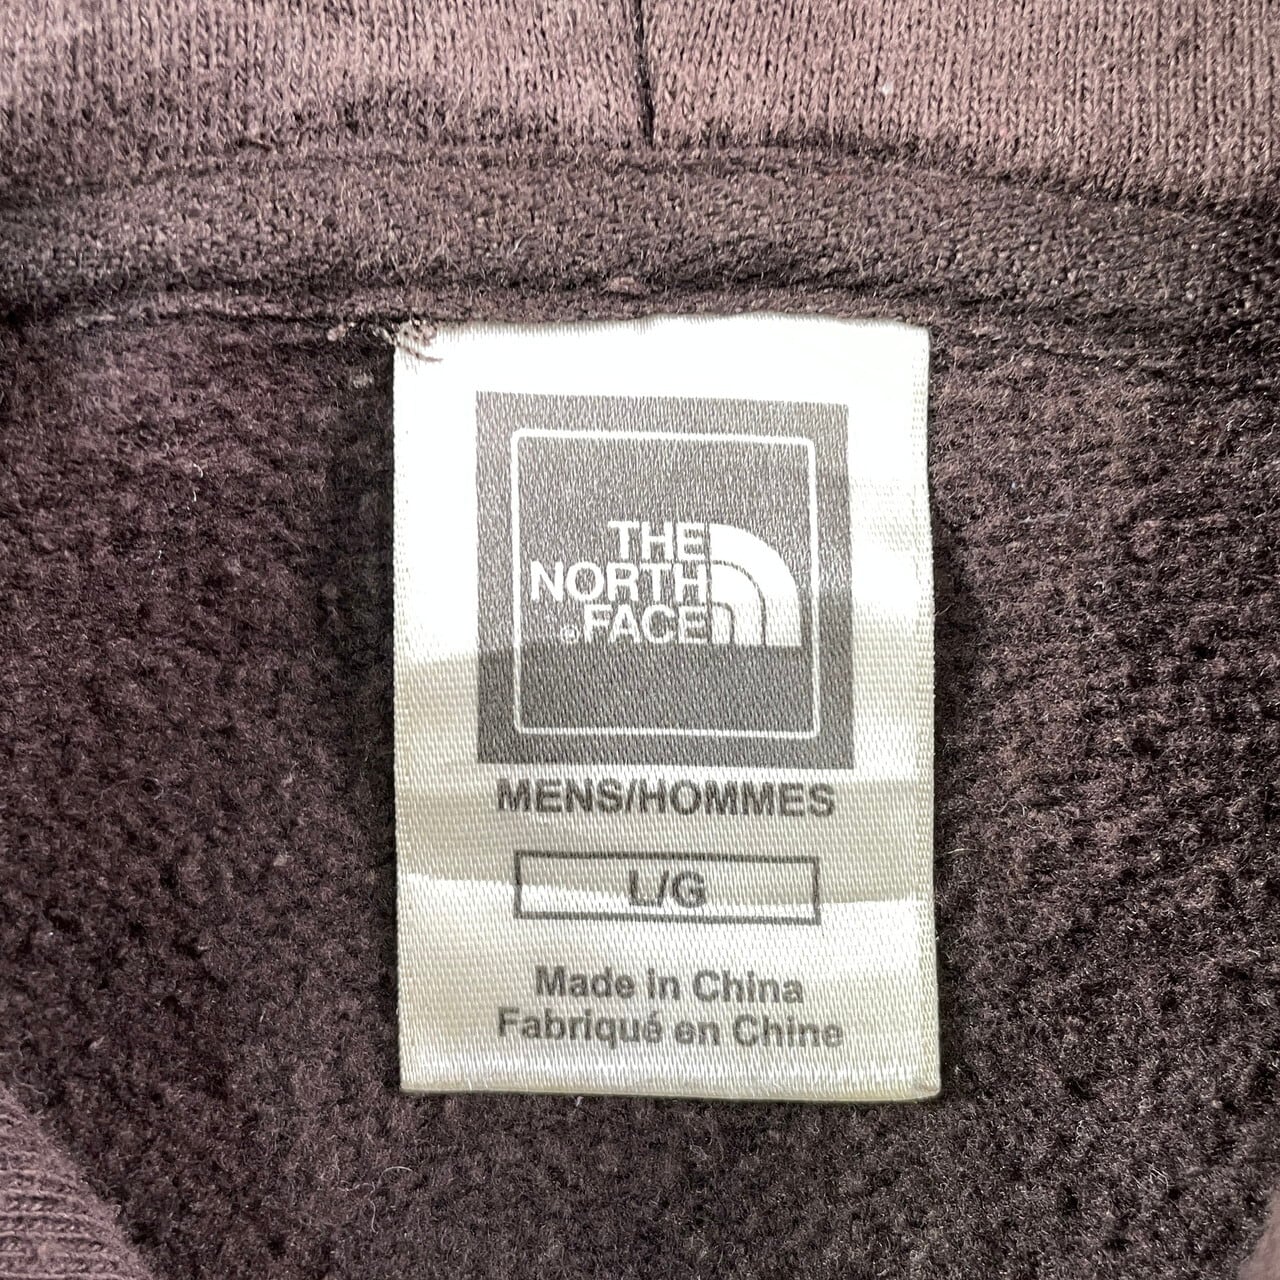 THE
NORTH
®FACE
MENS/HOMMES
L/G
Made in China
Fabriqué en Chine